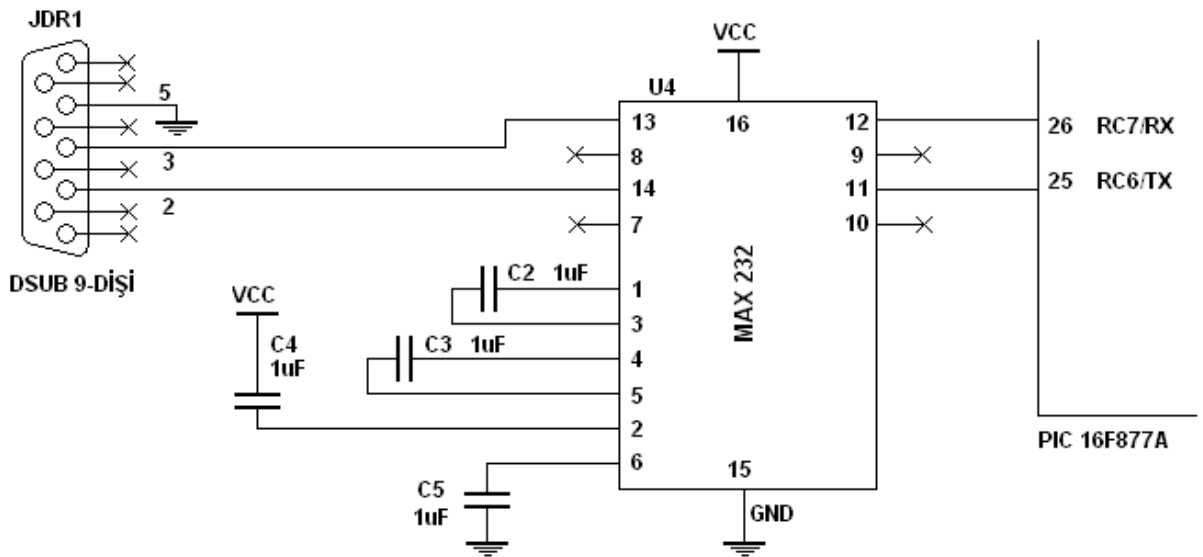 JDR1
5
3
2
DSUB 9-DİŞİ
VCC
U4
13
16
12
8
9
14
11
7
10
1
3
4
5
2
6
15
MAX 232
26 RC7/RX
25 RC6/TX
PIC 16F877A
C2 1uF
C3 1uF
VCC
C4
1uF
C5
1uF
GND